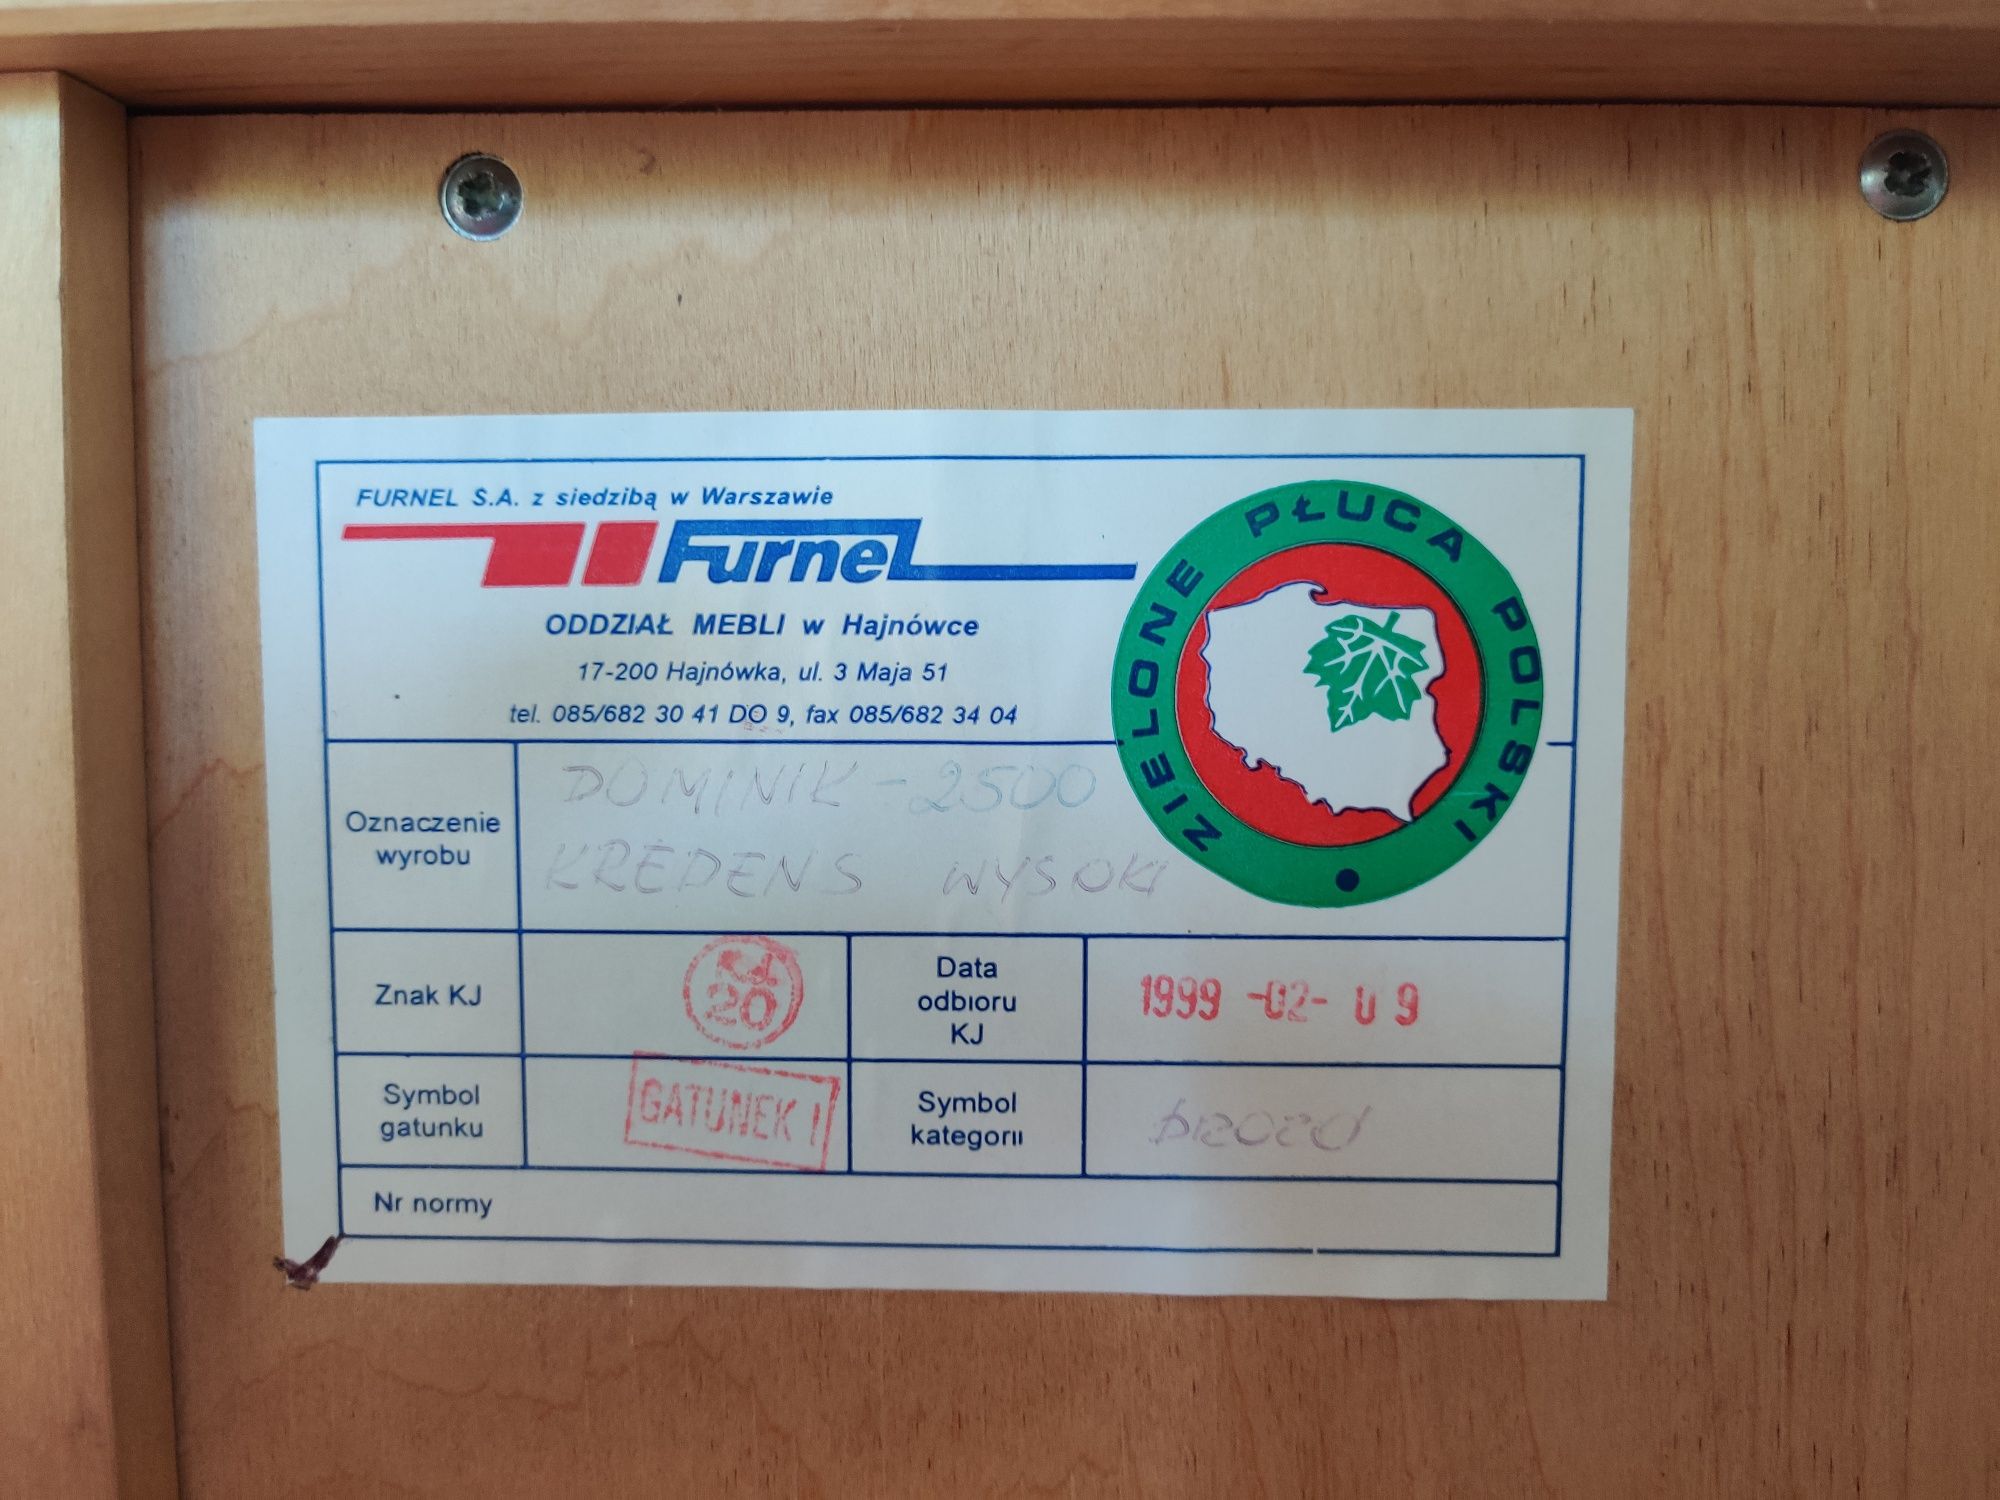 FURNEL S.A. z siedzibą w Warszawie
Furnel
ODDZIAŁ MEBLI w Hajnówce
17-200 Hajnówka, ul. 3 Maja 51
tel. 085/682 30 41 DO 9, fax 085/682 34 04
ZIELONE PŁUCA POLSKI
Oznaczenie
wyrobu
DOMINIK - 2500
KREDENS WYSOKI
Znak KJ
KJ
20
Data
odbioru
KJ
1999 -02- 09
Symbol
gatunku
GATUNEK I
Symbol
kategorii
Nr normy